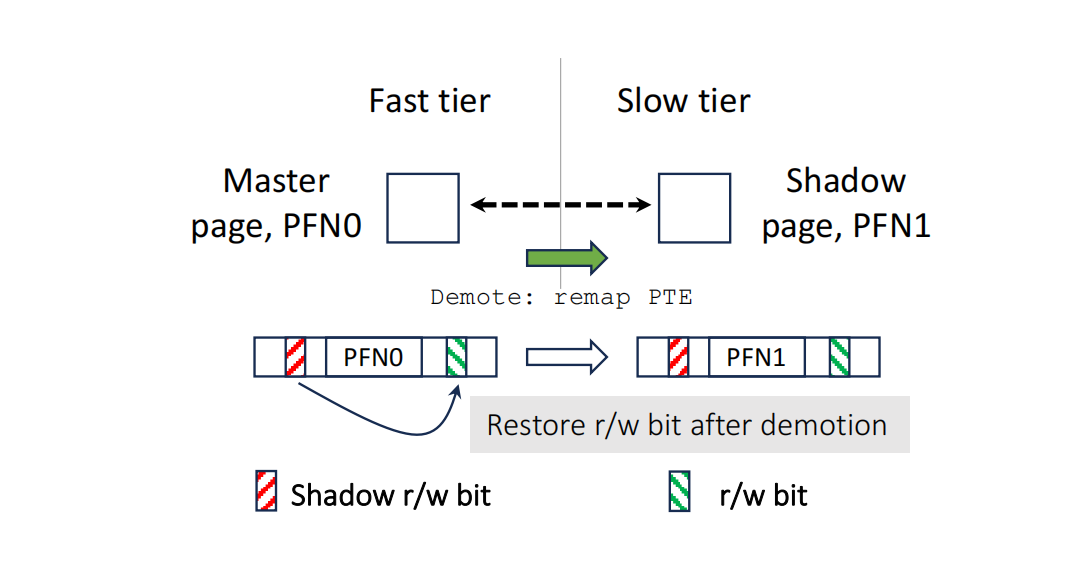 Fast tier
Slow tier
Master
page, PFN0
Shadow
page, PFN1
Demote: remap PTE
PFN0
PFN1
Restore r/w bit after demotion
Shadow r/w bit
r/w bit